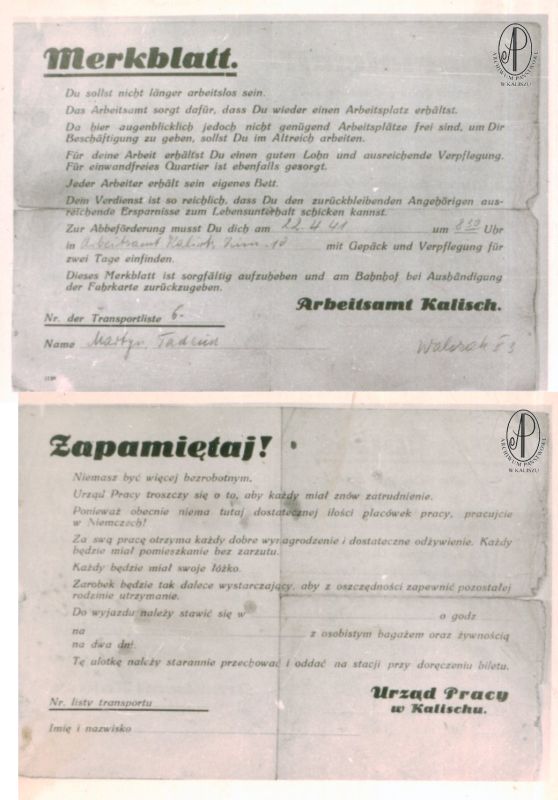 Merkblatt.
ARCHIWUM PAŃSTWOWE
W KALISZU
Du sollst nicht länger arbeitslos sein.
Das Arbeitsamt sorgt dafür, dass Du wieder einen Arbeitsplatz erhältst.
Da hier augenblicklich jedoch nicht genügend Arbeitsplätze frei sind, um Dir
Beschäftigung zu geben, sollst Du im Altreich arbeiten.
Für deine Arbeit erhältst Du einen guten Lohn und ausreichende Verpflegung.
Für einwandfreies Quartier ist ebenfalls gesorgt.
Jeder Arbeiter erhält sein eigenes Bett.
Dein Verdienst ist so reichlich, dass Du den zurückbleibenden Angehörigen aus-
reichende Ersparnisse zum Lebensunterhalt schicken kannst.
Zur Abbeförderung musst Du dich am 22.4.41 um 8 Uhr
in Arbeitsamt Kalisch Zim. 10 mit Gepäck und Verpflegung für
zwei Tage einfinden.
Dieses Merkblatt ist sorgfältig aufzuheben und am Bahnhof bei Aushändigung
der Fahrkarte zurückzugeben.
Arbeitsamt Kalisch.
Nr. der Transportliste 6.
Name Martyn
Zapamiętaj!
ARCHIWUM PAŃSTWOWE
W KALISZU
Niemasz być więcej bezrobotnym.
Urząd Pracy troszczy się o to, aby każdy miał znów zatrudnienie.
Ponieważ obecnie niema tutaj dostatecznej ilości placówek pracy, pracujcie
w Niemczech!
Za swą pracę otrzyma każdy dobre wynagrodzenie i dostateczne odżywienie. Każdy
będzie miał pomieszkanie bez zarzutu.
Każdy będzie miał swoje łóżko.
Zarobek będzie tak dalece wystarczający, aby z oszczędności zapewnić pozostałej
rodzinie utrzymanie.
Do wyjazdu należy stawić się w o godz
na z osobistym bagażem oraz żywnością
na dwa dni.
Tę ulotkę należy starannie przechować i oddać na stacji przy doręczeniu biletu.
Urząd Pracy
w Kalischu.
Nr. listy transportu
Imię i nazwisko